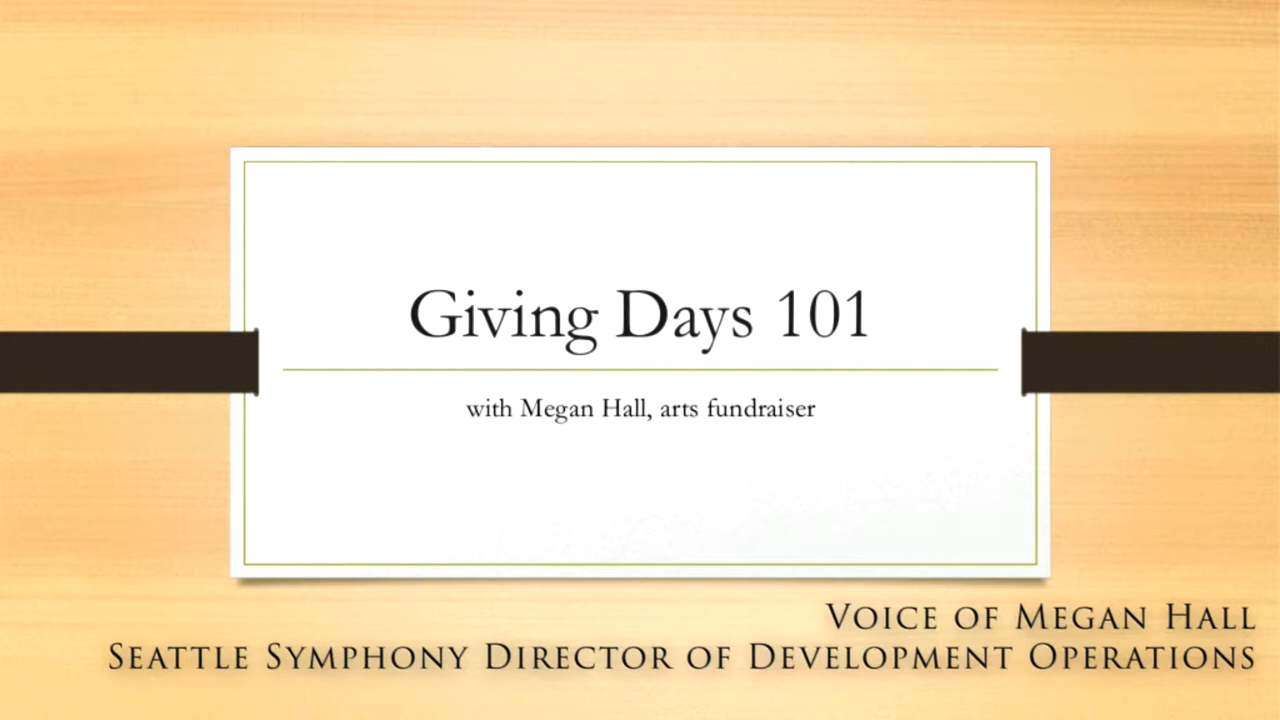 Giving Days 101
with Megan Hall, arts fundraiser
Voice of Megan Hall
Seattle Symphony Director of Development Operations